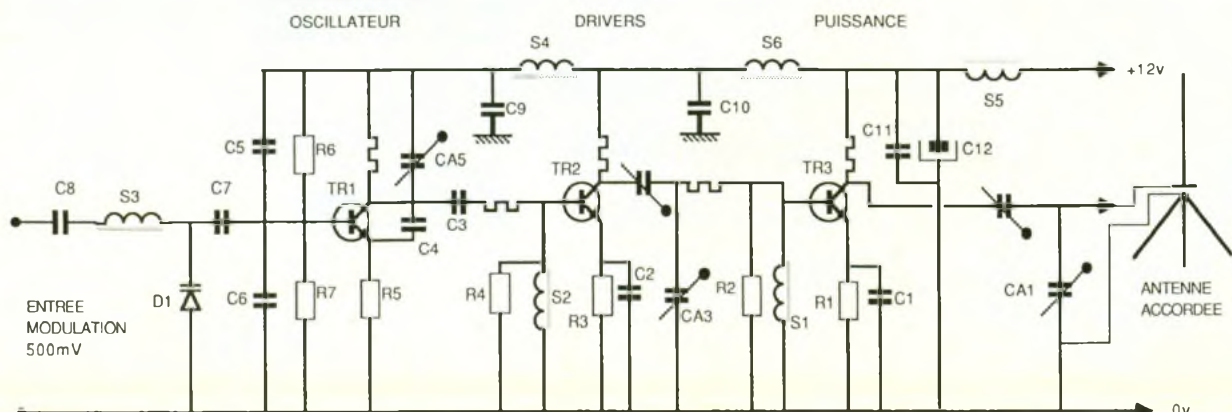 OSCILLATEUR
DRIVERS
PUISSANCE
S4
S6
+12v
S5
C9
C10
C11
C12
C5
R6
CA5
TR1
TR2
TR3
C8
S3
C7
C3
C4
D1
C6
R7
R5
R4
S2
R3
C2
CA3
R2
S1
R1
C1
CA1
ENTREE
MODULATION
500mV
ANTENNE
ACCORDEE
0v